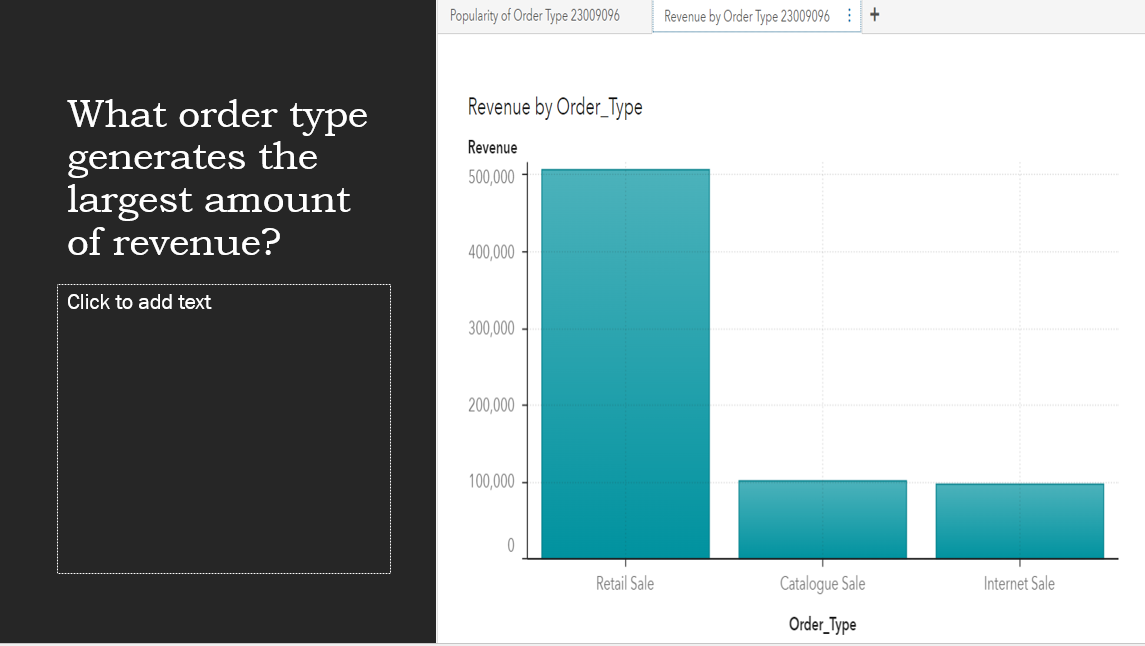 Popularity of Order Type 23009096
Revenue by Order Type 23009096
What order type
generates the
largest amount
of revenue?
Click to add text
Revenue by Order_Type
Revenue
500,000
400,000
300,000
200,000
100,000
0
Retail Sale
Catalogue Sale
Internet Sale
Order_Type